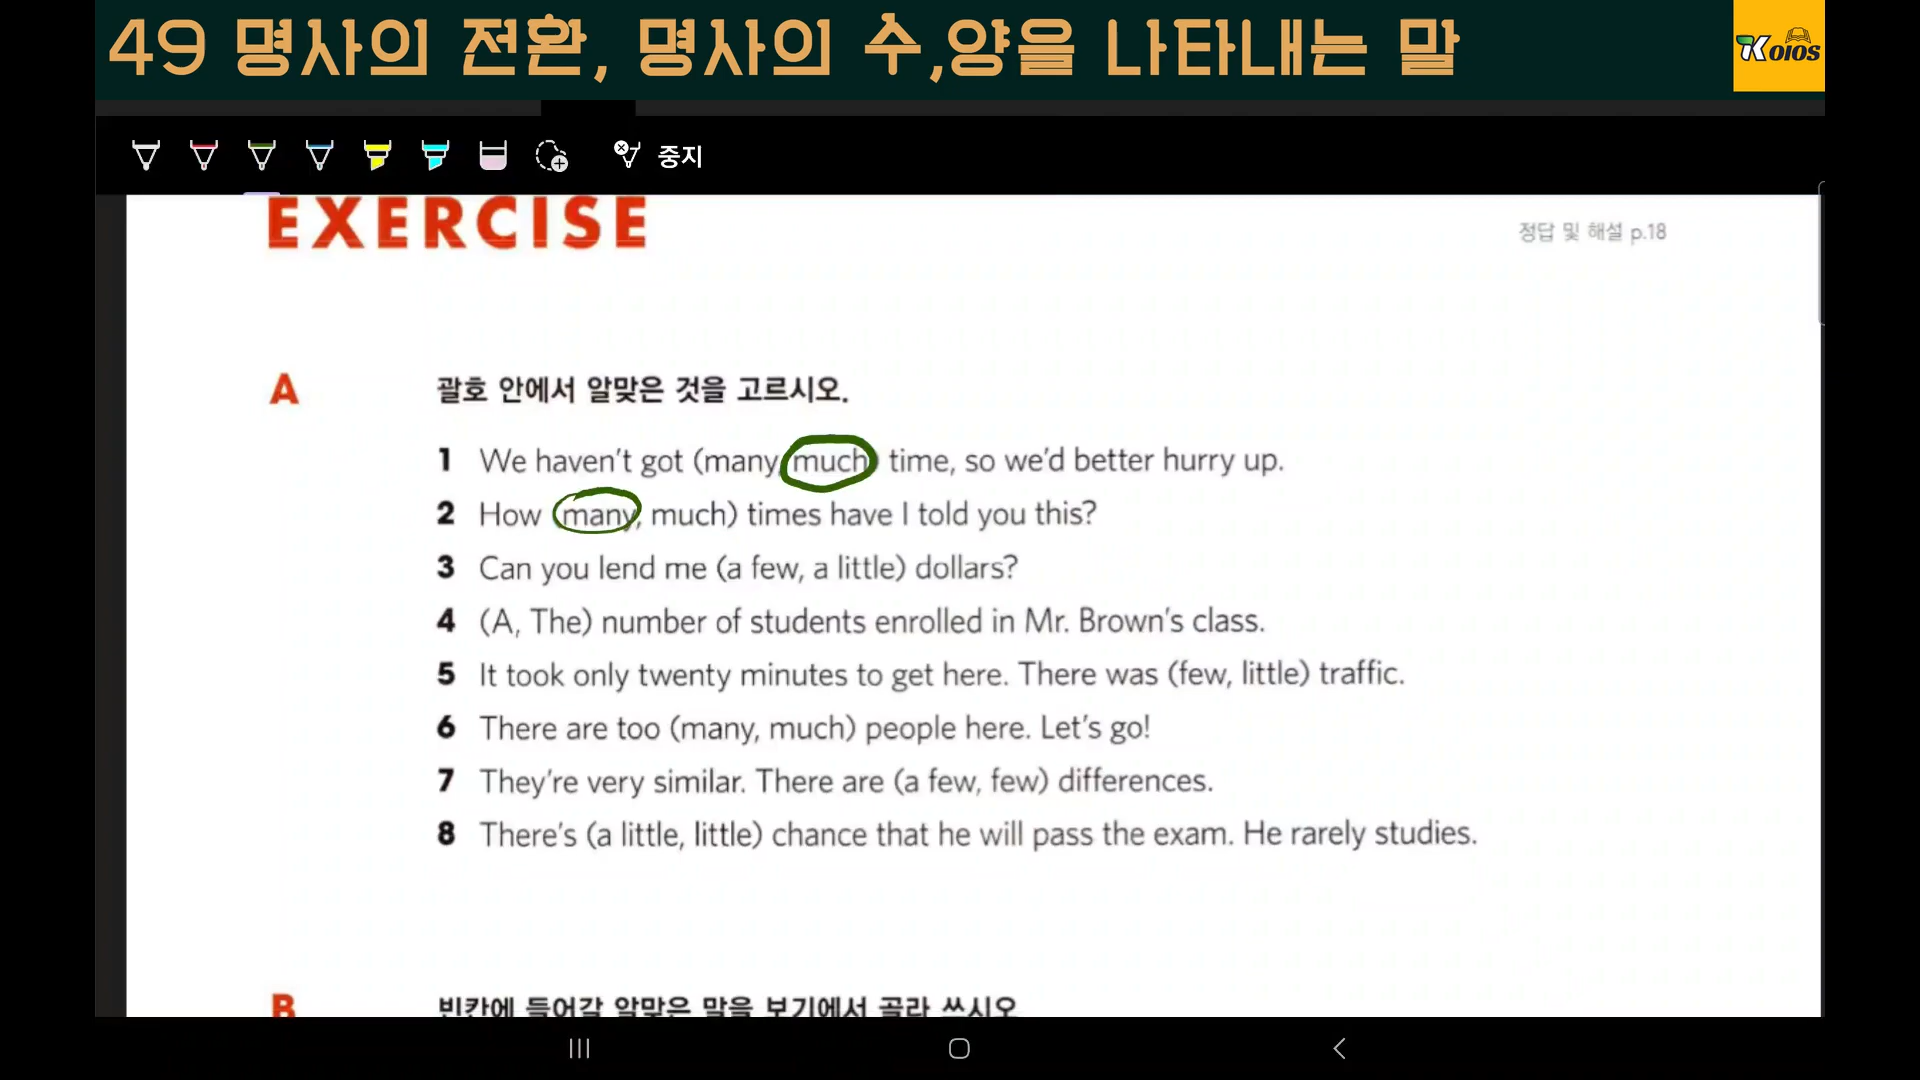 49 명사의 전환, 명사의 수,양을 나타내는 말
Koios
중지
EXERCISE
정답 및 해설 p.18
A 괄호 안에서 알맞은 것을 고르시오.
1 We haven't got (many, much) time, so we'd better hurry up.
2 How (many, much) times have I told you this?
3 Can you lend me (a few, a little) dollars?
4 (A, The) number of students enrolled in Mr. Brown's class.
5 It took only twenty minutes to get here. There was (few, little) traffic.
6 There are too (many, much) people here. Let's go!
7 They're very similar. There are (a few, few) differences.
8 There's (a little, little) chance that he will pass the exam. He rarely studies.
B 빈칸에 들어갈 알맞은 말을 보기에서 골라 쓰시오